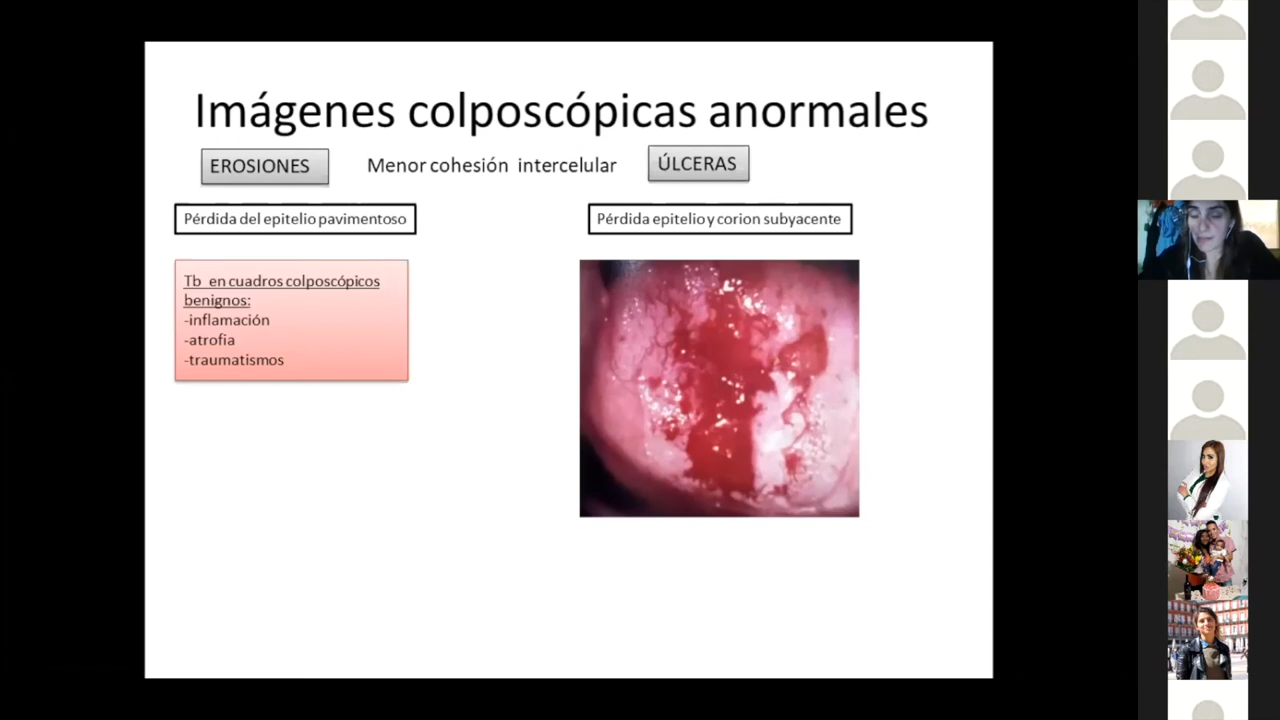 Imágenes colposcópicas anormales
EROSIONES
Menor cohesión intercelular
ÚLCERAS
Pérdida del epitelio pavimentoso
Pérdida epitelio y corion subyacente
Tb en cuadros colposcópicos
benignos:
-inflamación
-atrofia
-traumatismos